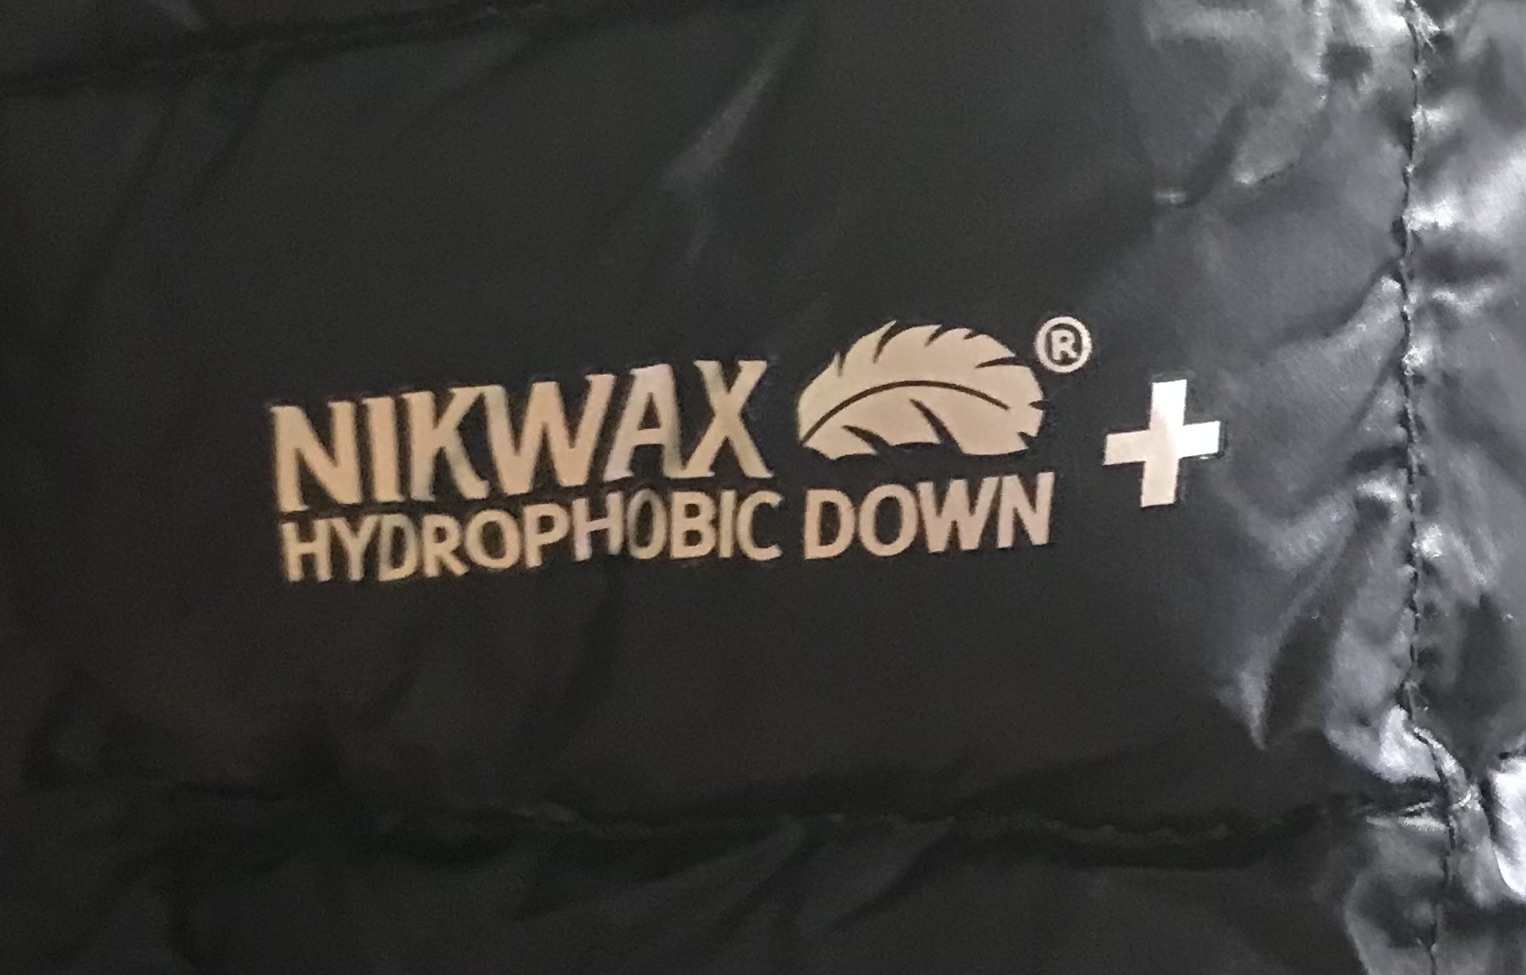 NIKWAX ® +
HYDROPHOBIC DOWN